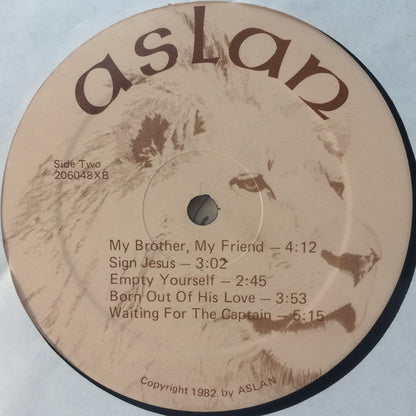 aslan
Side Two
206048XB
My Brother, My Friend – 4:12
Sign Jesus – 3:02
Empty Yourself – 2:45
Born Out Of His Love – 3:53
Waiting For The Captain – 5:15
Copyright 1982 by ASLAN